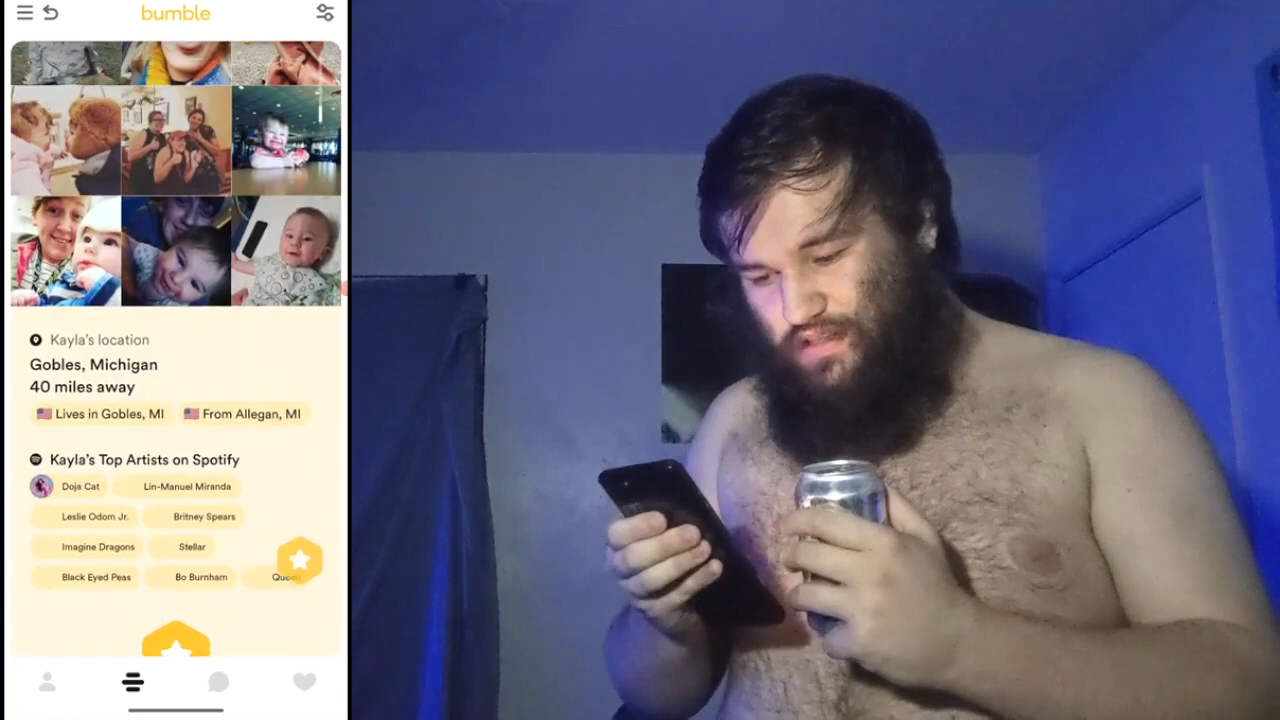 bumble
Kayla's location
Gobles, Michigan
40 miles away
Lives in Gobles, MI From Allegan, MI
Kayla's Top Artists on Spotify
Doja Cat Lin-Manuel Miranda
Leslie Odom Jr. Britney Spears
Imagine Dragons Stellar
Black Eyed Peas Bo Burnham Queen